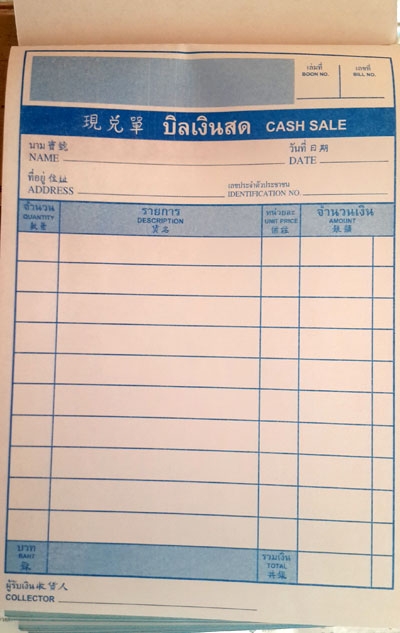 เล่มที่ เลขที่
BOON NO. BILL NO.
現兑單 บิลเงินสด CASH SALE
นาม寶號 วันที่日期
NAME DATE
ที่อยู่住址 เลขประจำตัวประชาชน
ADDRESS IDENTIFICATION NO.
จำนวน รายการ หน่วยละ จำนวนเงิน
QUANTITY DESCRIPTION UNIT PRICE AMOUNT
數量 貨名 價錢 銀額
บาท รวมเงิน
BAHT TOTAL
銀 共銀
ผู้รับเงิน收貨人
COLLECTOR